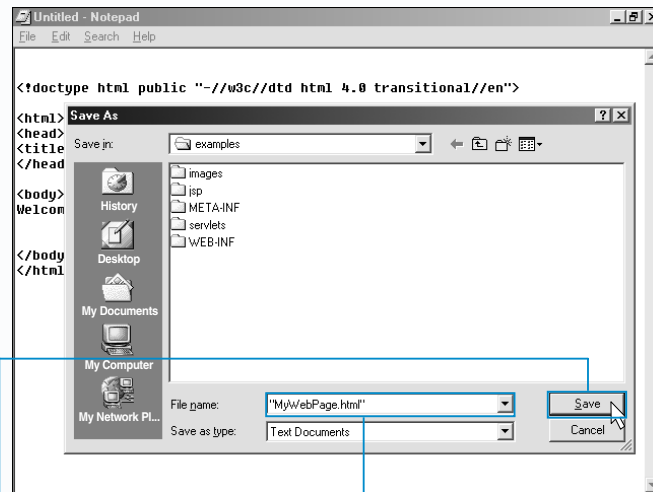 Untitled - Notepad
File Edit Search Help
<!doctype html public "-//w3c//dtd html 4.0 transitional//en">
<html>
<head>
<title
</head
<body>
Welcom
</body
</html
Save As
Save in:
examples
History
Desktop
My Documents
My Computer
My Network Pl...
images
jsp
META-INF
servlets
WEB-INF
File name:
"MyWebPage.html"
Save
Save as type:
Text Documents
Cancel